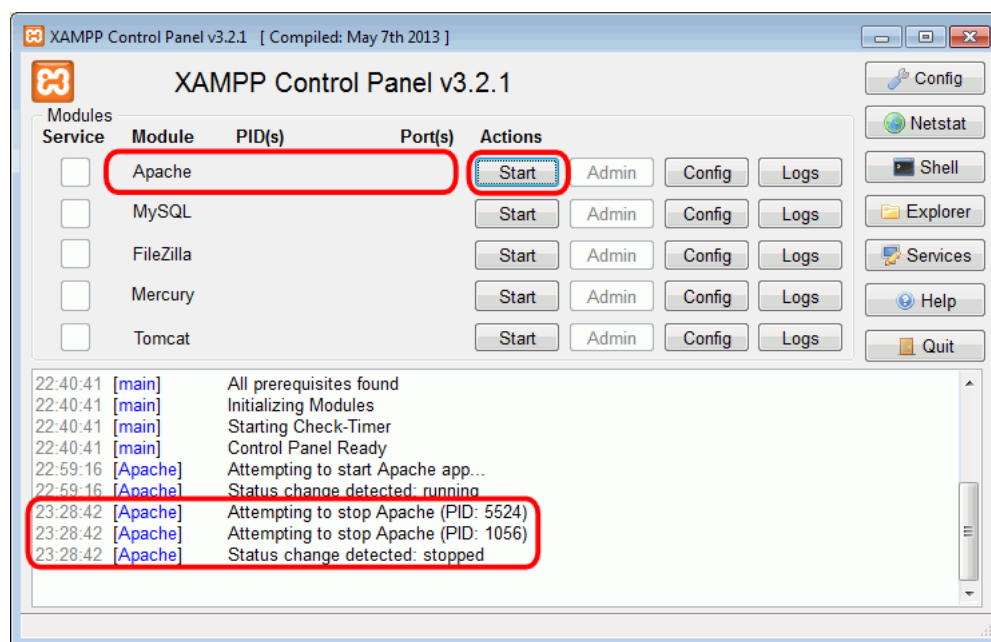 XAMPP Control Panel v3.2.1 [ Compiled: May 7th 2013 ]
XAMPP Control Panel v3.2.1
Config
Modules
Service Module PID(s) Port(s) Actions
Netstat
Apache Start Admin Config Logs
Shell
MySQL Start Admin Config Logs
Explorer
FileZilla Start Admin Config Logs
Services
Mercury Start Admin Config Logs
Help
Tomcat Start Admin Config Logs
Quit
22:40:41 [main] All prerequisites found
22:40:41 [main] Initializing Modules
22:40:41 [main] Starting Check-Timer
22:40:41 [main] Control Panel Ready
22:59:16 [Apache] Attempting to start Apache app...
22:59:16 [Apache] Status change detected: running
23:28:42 [Apache] Attempting to stop Apache (PID: 5524)
23:28:42 [Apache] Attempting to stop Apache (PID: 1056)
23:28:42 [Apache] Status change detected: stopped